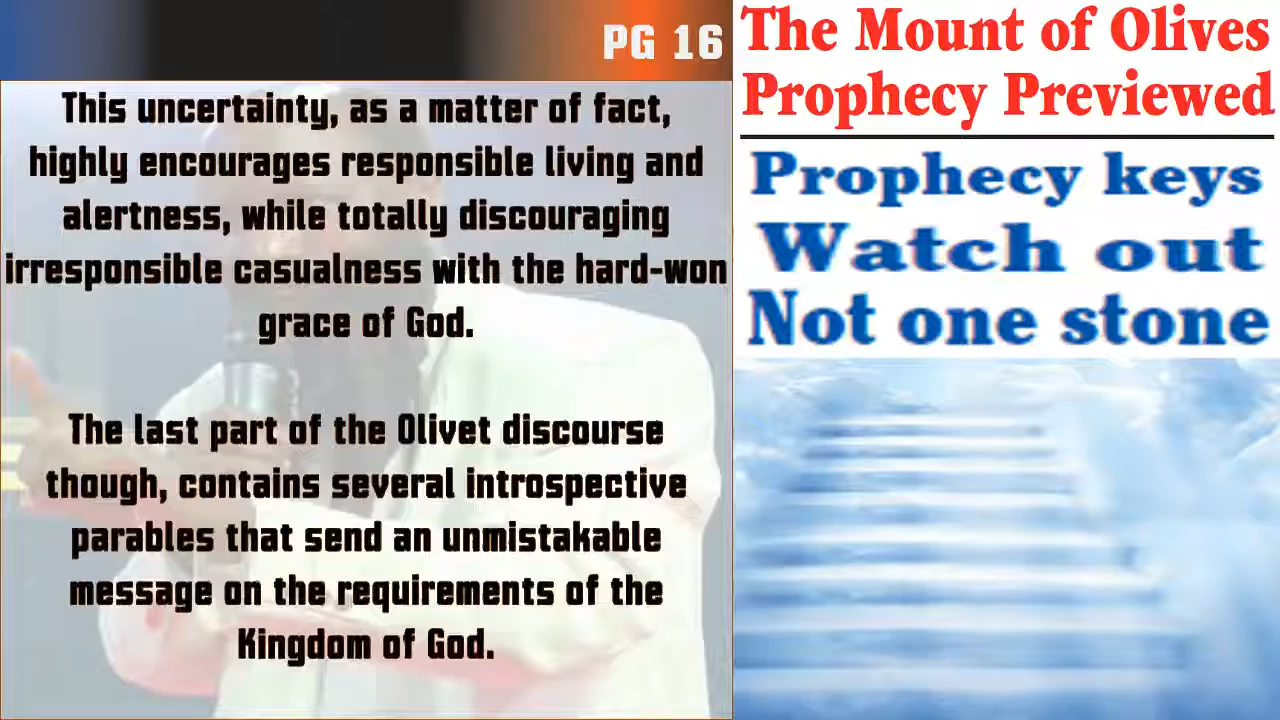 PG 16
This uncertainty, as a matter of fact,
highly encourages responsible living and
alertness, while totally discouraging
irresponsible casualness with the hard-won
grace of God.
The last part of the Olivet discourse
though, contains several introspective
parables that send an unmistakable
message on the requirements of the
Kingdom of God.
The Mount of Olives
Prophecy Previewed
Prophecy keys
Watch out
Not one stone